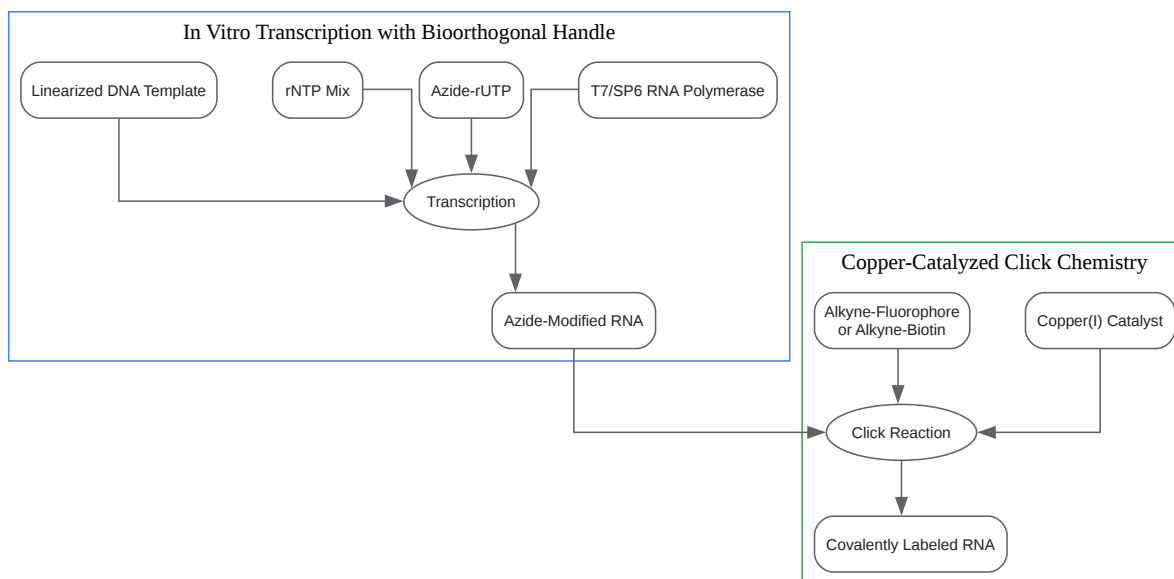 In Vitro Transcription with Bioorthogonal Handle
Linearized DNA Template
rNTP Mix
Azide-rUTP
T7/SP6 RNA Polymerase
Transcription
Azide-Modified RNA
Copper-Catalyzed Click Chemistry
Alkyne-Fluorophore
or Alkyne-Biotin
Copper(I) Catalyst
Click Reaction
Covalently Labeled RNA